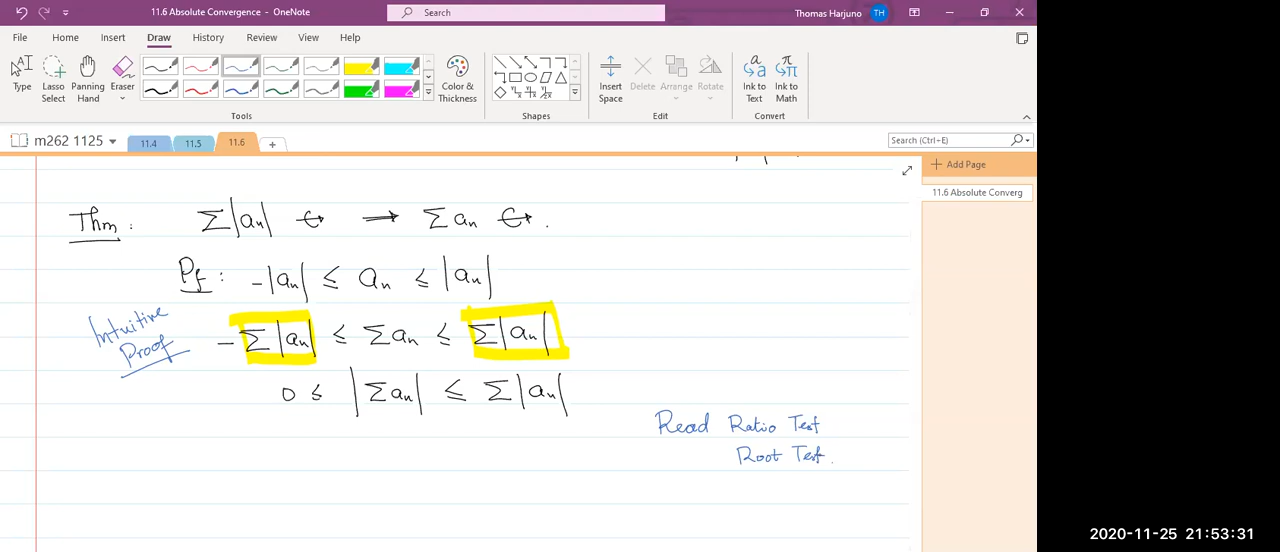 11.6 Absolute Convergence - OneNote
Search
Thomas Harjuno TH
File Home Insert Draw History Review View Help
Type
Lasso Select
Panning Hand
Eraser
Color & Thickness
Insert Space
Delete
Arrange
Rotate
Ink to Text
Ink to Math
Tools
Shapes
Edit
Convert
m262 1125
11.4
11.5
11.6
Search (Ctrl+E)
Add Page
11.6 Absolute Converg
Thm: Σ|an| → Σan
Pf: -|an| ≤ an ≤ |an|
Intuitive Proof
-Σ|an| ≤ Σan ≤ Σ|an|
0 ≤ |Σan| ≤ Σ|an|
Read Ratio Test
Root Test.
2020-11-25 21:53:31